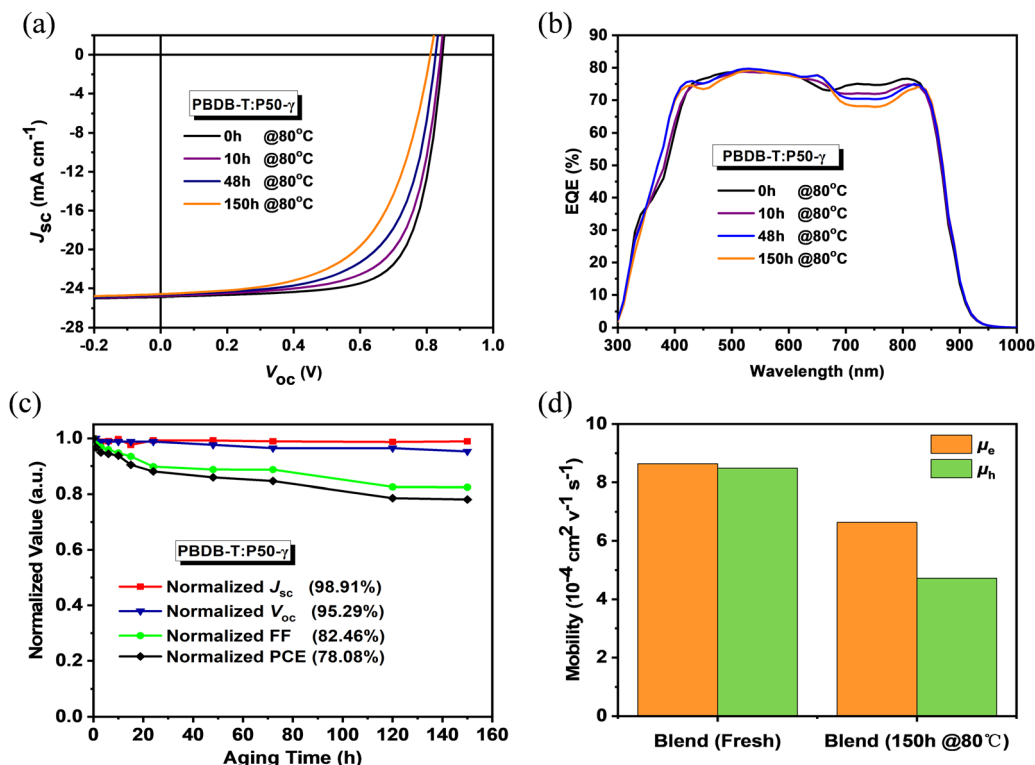 (a)
0
-4
-8
-12
-16
-20
-24
-28
Jsc (mA cm⁻¹)
PBDB-T:P50-γ
0h @80°C
10h @80°C
48h @80°C
150h @80°C
-0.2 0.0 0.2 0.4 0.6 0.8 1.0
Voc (V)
(b)
90
80
70
60
50
40
30
20
10
0
EQE (%)
PBDB-T:P50-γ
0h @80°C
10h @80°C
48h @80°C
150h @80°C
300 400 500 600 700 800 900 1000
Wavelength (nm)
(c)
1.0
0.8
0.6
0.4
0.2
0.0
Normalized Value (a.u.)
PBDB-T:P50-γ
Normalized Jsc (98.91%)
Normalized Voc (95.29%)
Normalized FF (82.46%)
Normalized PCE (78.08%)
0 20 40 60 80 100 120 140 160
Aging Time (h)
(d)
10
8
6
4
2
0
Mobility (10⁻⁴ cm² v⁻¹ s⁻¹)
μe
μh
Blend (Fresh) Blend (150h @80℃)